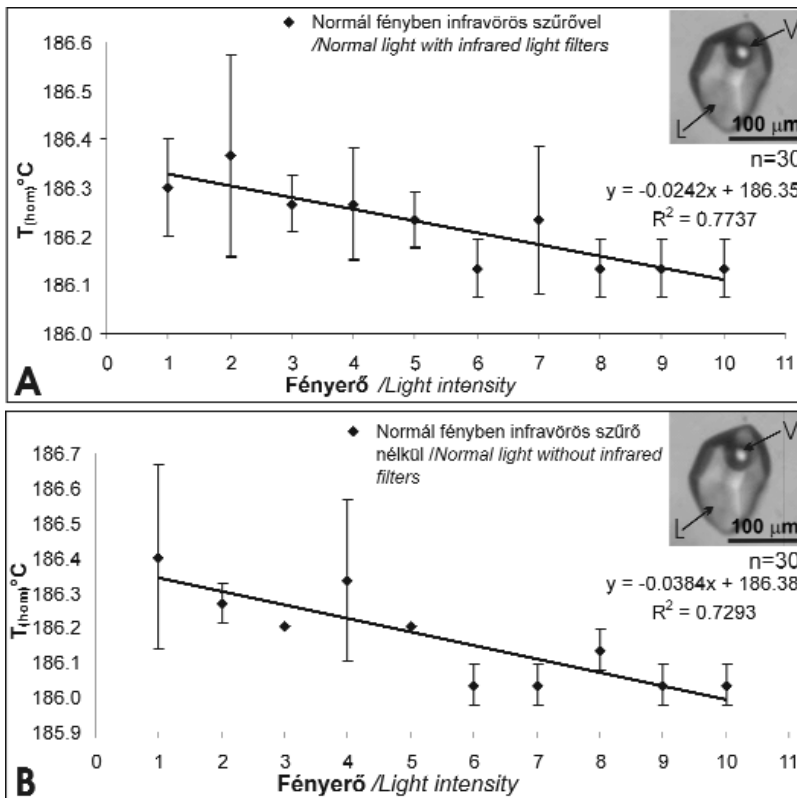 Normál fényben infravörös szűrővel
/Normal light with infrared light filters
V
L
100 μm
n=30
y = -0.0242x + 186.35
R² = 0.7737
T(hom)°C
186.6
186.5
186.4
186.3
186.2
186.1
186.0
0 1 2 3 4 5 6 7 8 9 10 11
Fényerő /Light intensity
A
Normál fényben infravörös szűrő
nélkül /Normal light without infrared
filters
V
L
100 μm
n=30
y = -0.0384x + 186.38
R² = 0.7293
T(hom)°C
186.7
186.6
186.5
186.4
186.3
186.2
186.1
186.0
185.9
0 1 2 3 4 5 6 7 8 9 10 11
Fényerő /Light intensity
B